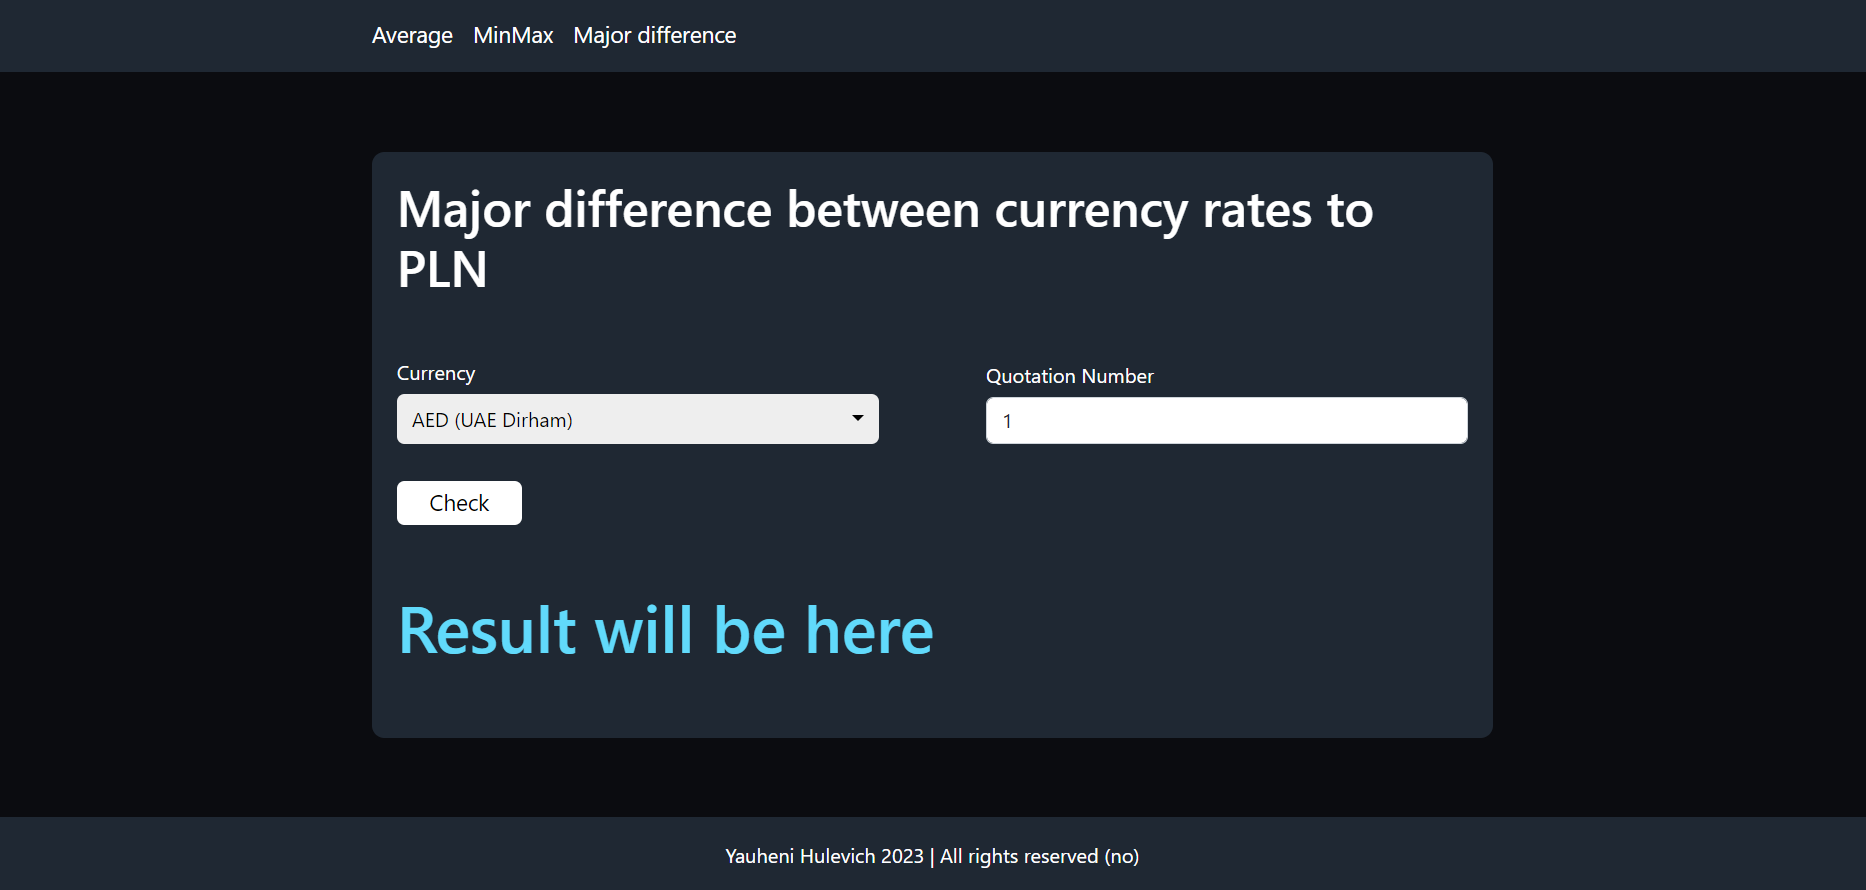 Average MinMax Major difference
Major difference between currency rates to
PLN
Currency
Quotation Number
AED (UAE Dirham)
1
Check
Result will be here
Yauheni Hulevich 2023 | All rights reserved (no)